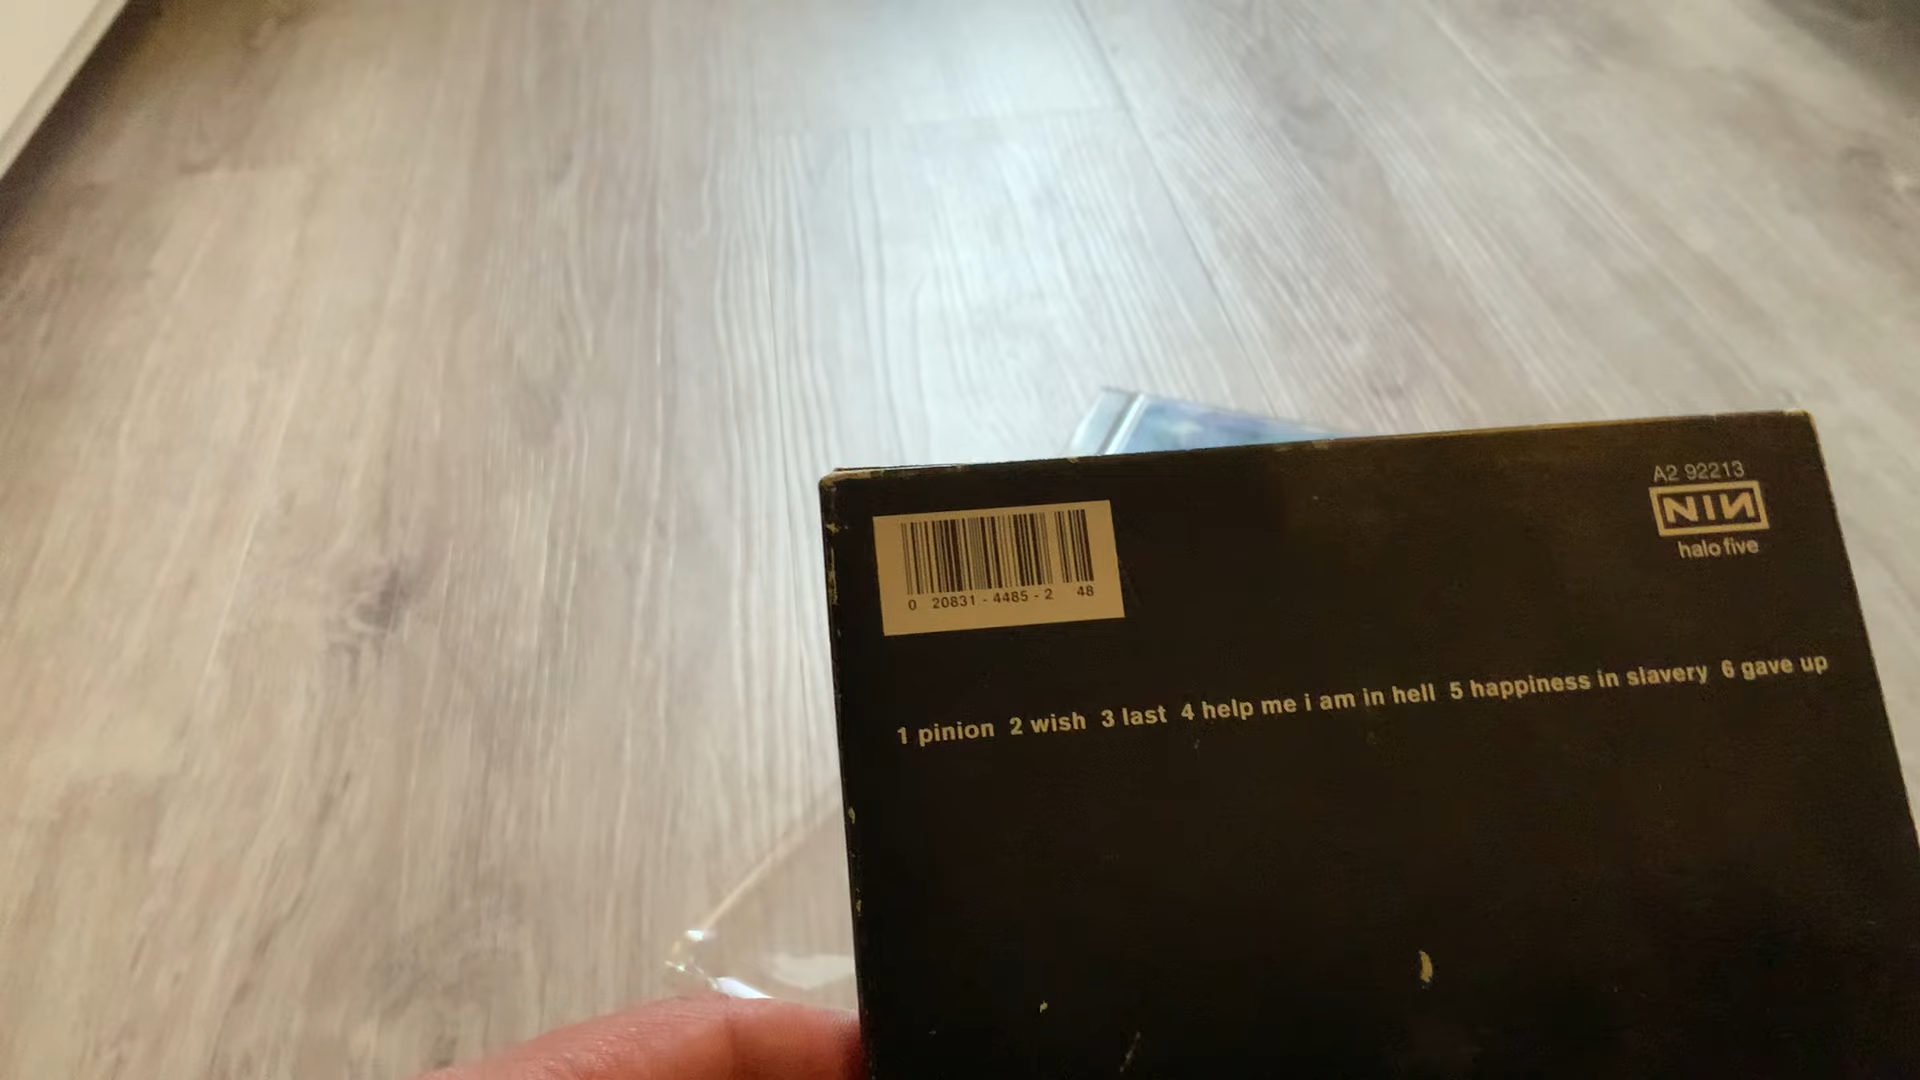 A2 92213
NIN
halo five
0 20831 - 4485 - 2 48
1 pinion 2 wish 3 last 4 help me i am in hell 5 happiness in slavery 6 gave up